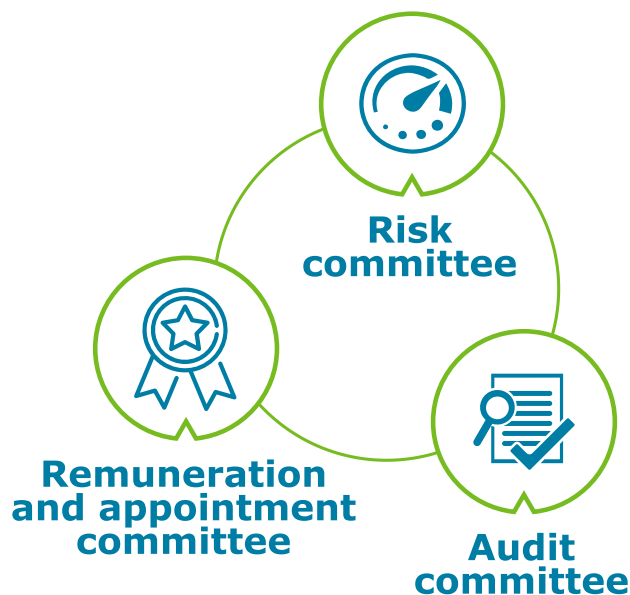 Risk
committee
Remuneration
and appointment
committee
Audit
committee